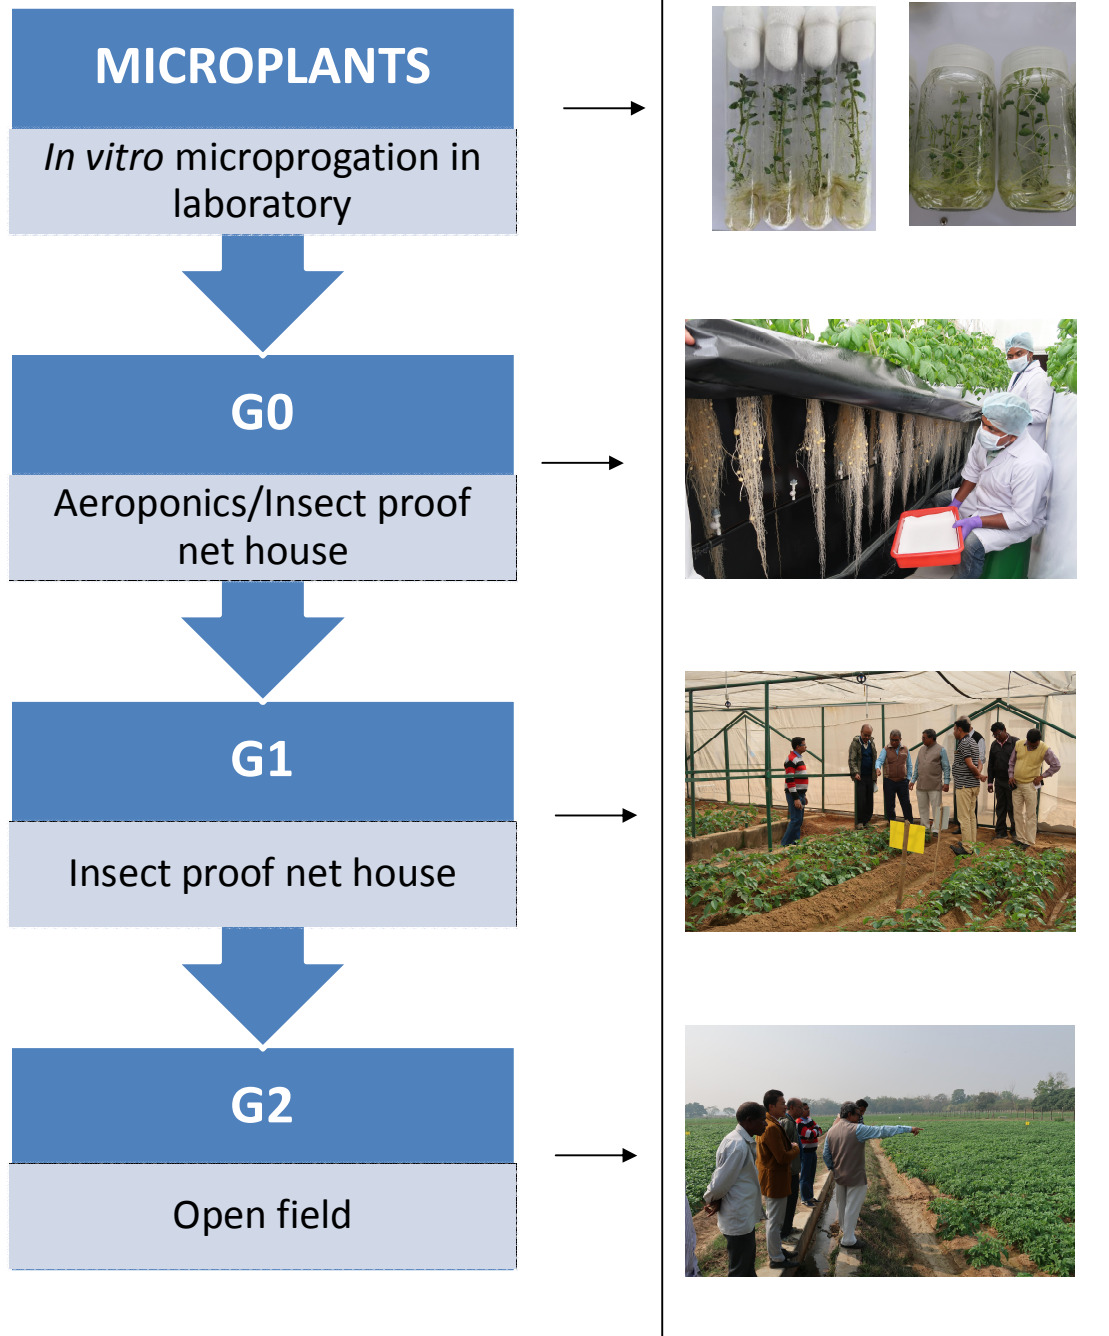 MICROPLANTS
In vitro microprogation in
laboratory
G0
Aeroponics/Insect proof
net house
G1
Insect proof net house
G2
Open field